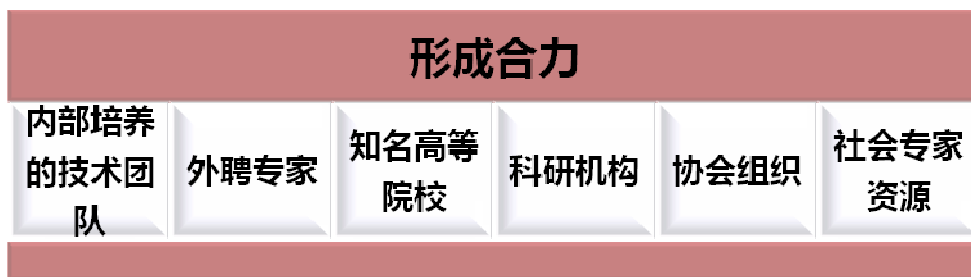 形成合力
内部培养
的技术团
队
外聘专家
知名高等
院校
科研机构
协会组织
社会专家
资源